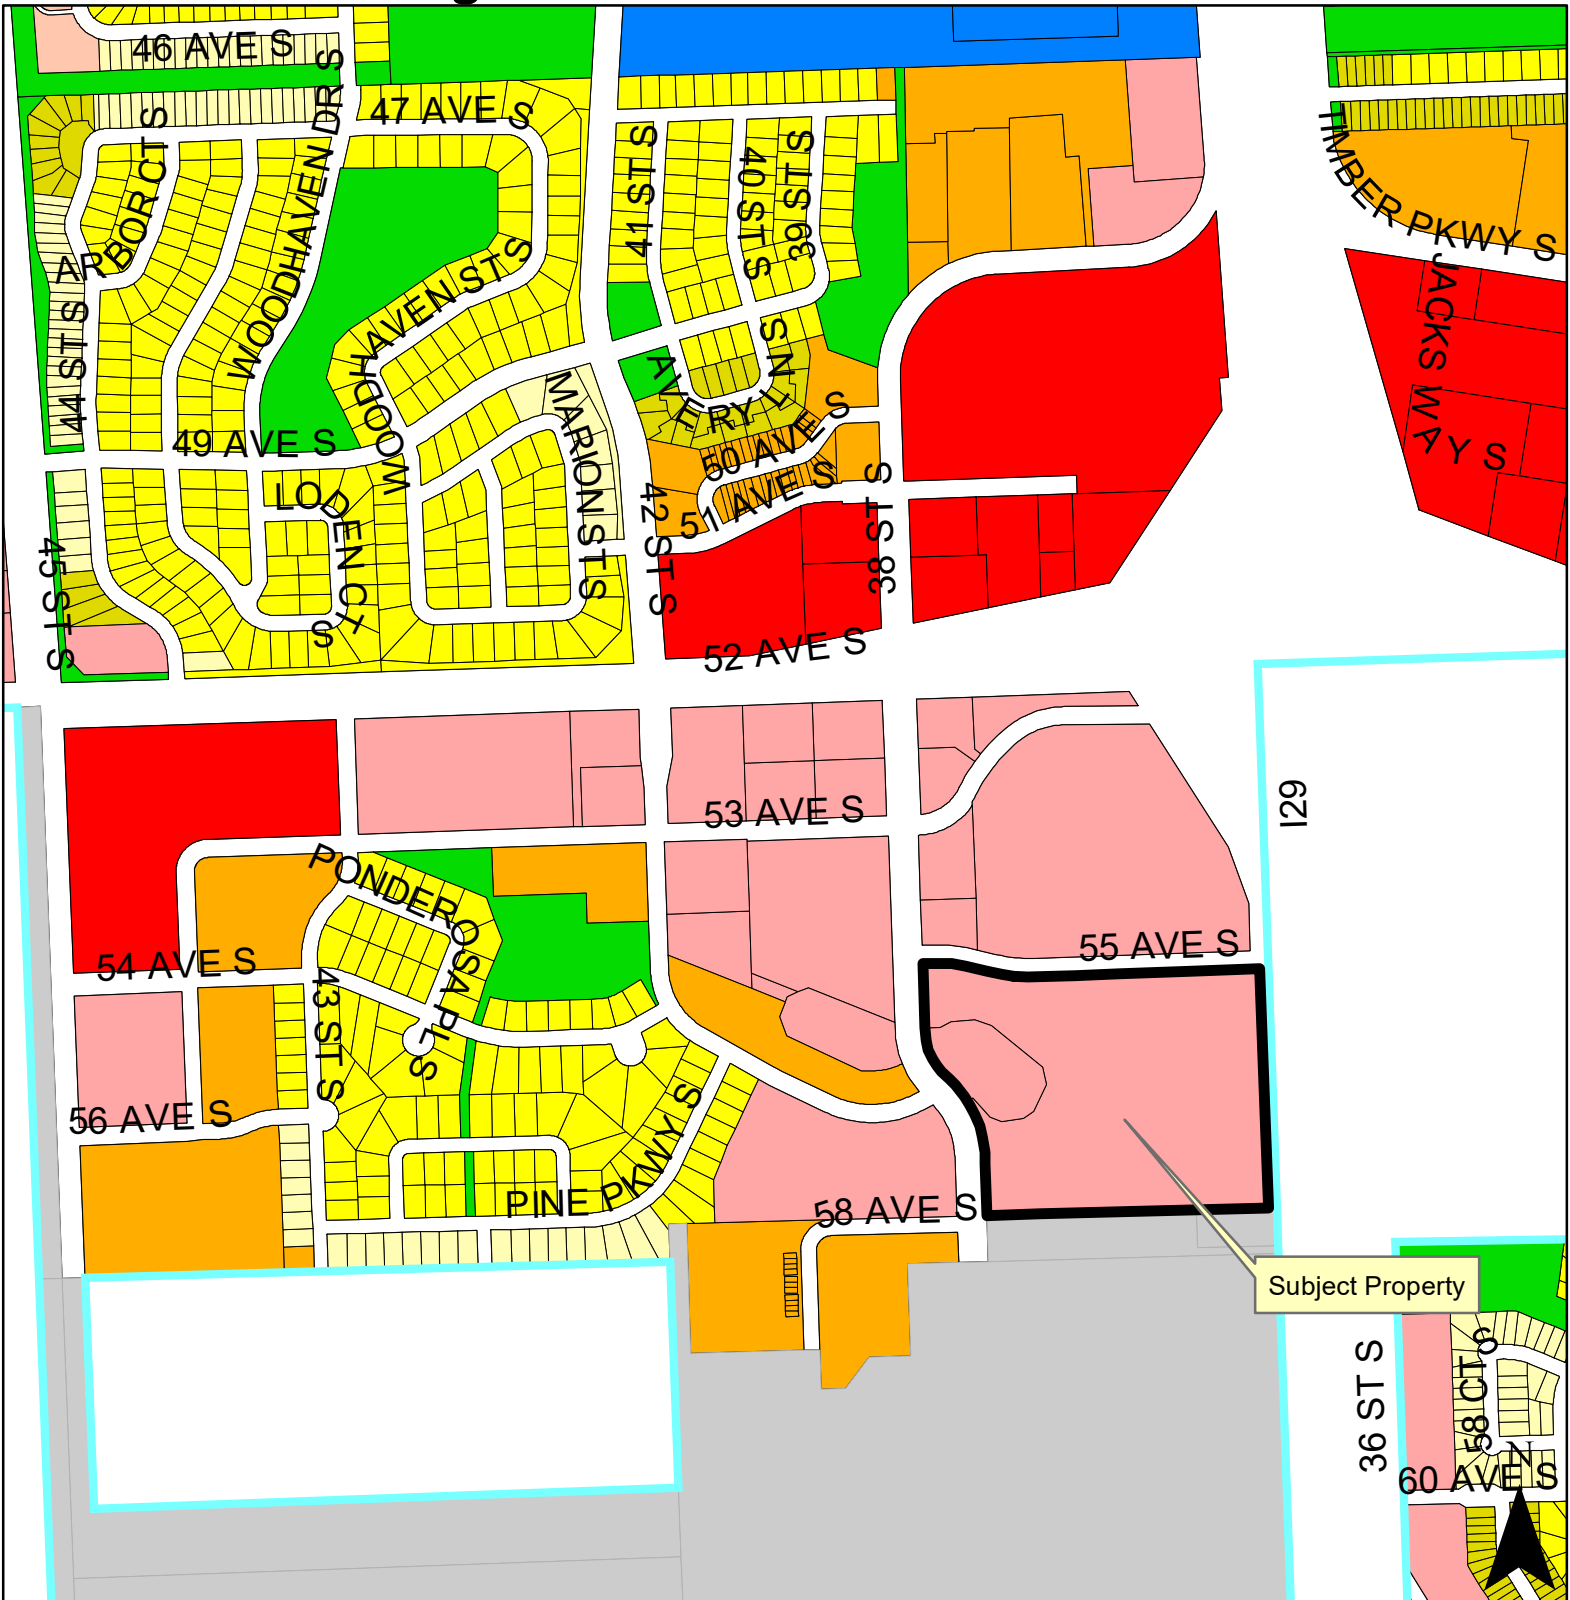 46 AVE S
47 AVE S
ARBOR CT S
WOODHAVEN DR S
41 ST S
40 ST S
39 ST S
TIMBER PKWY S
JACKS WAY S
44 ST S
WOODHAVEN ST S
49 AVE S
MARION ST S
AVERY LN S
50 AVE S
51 AVE S
LODEN CT S
42 ST S
38 ST S
45 ST S
52 AVE S
53 AVE S
I29
PONDEROSA PL S
54 AVE S
43 ST S
55 AVE S
56 AVE S
PINE PKWY S
58 AVE S
Subject Property
36 ST S
58 CT S
60 AVE S
N